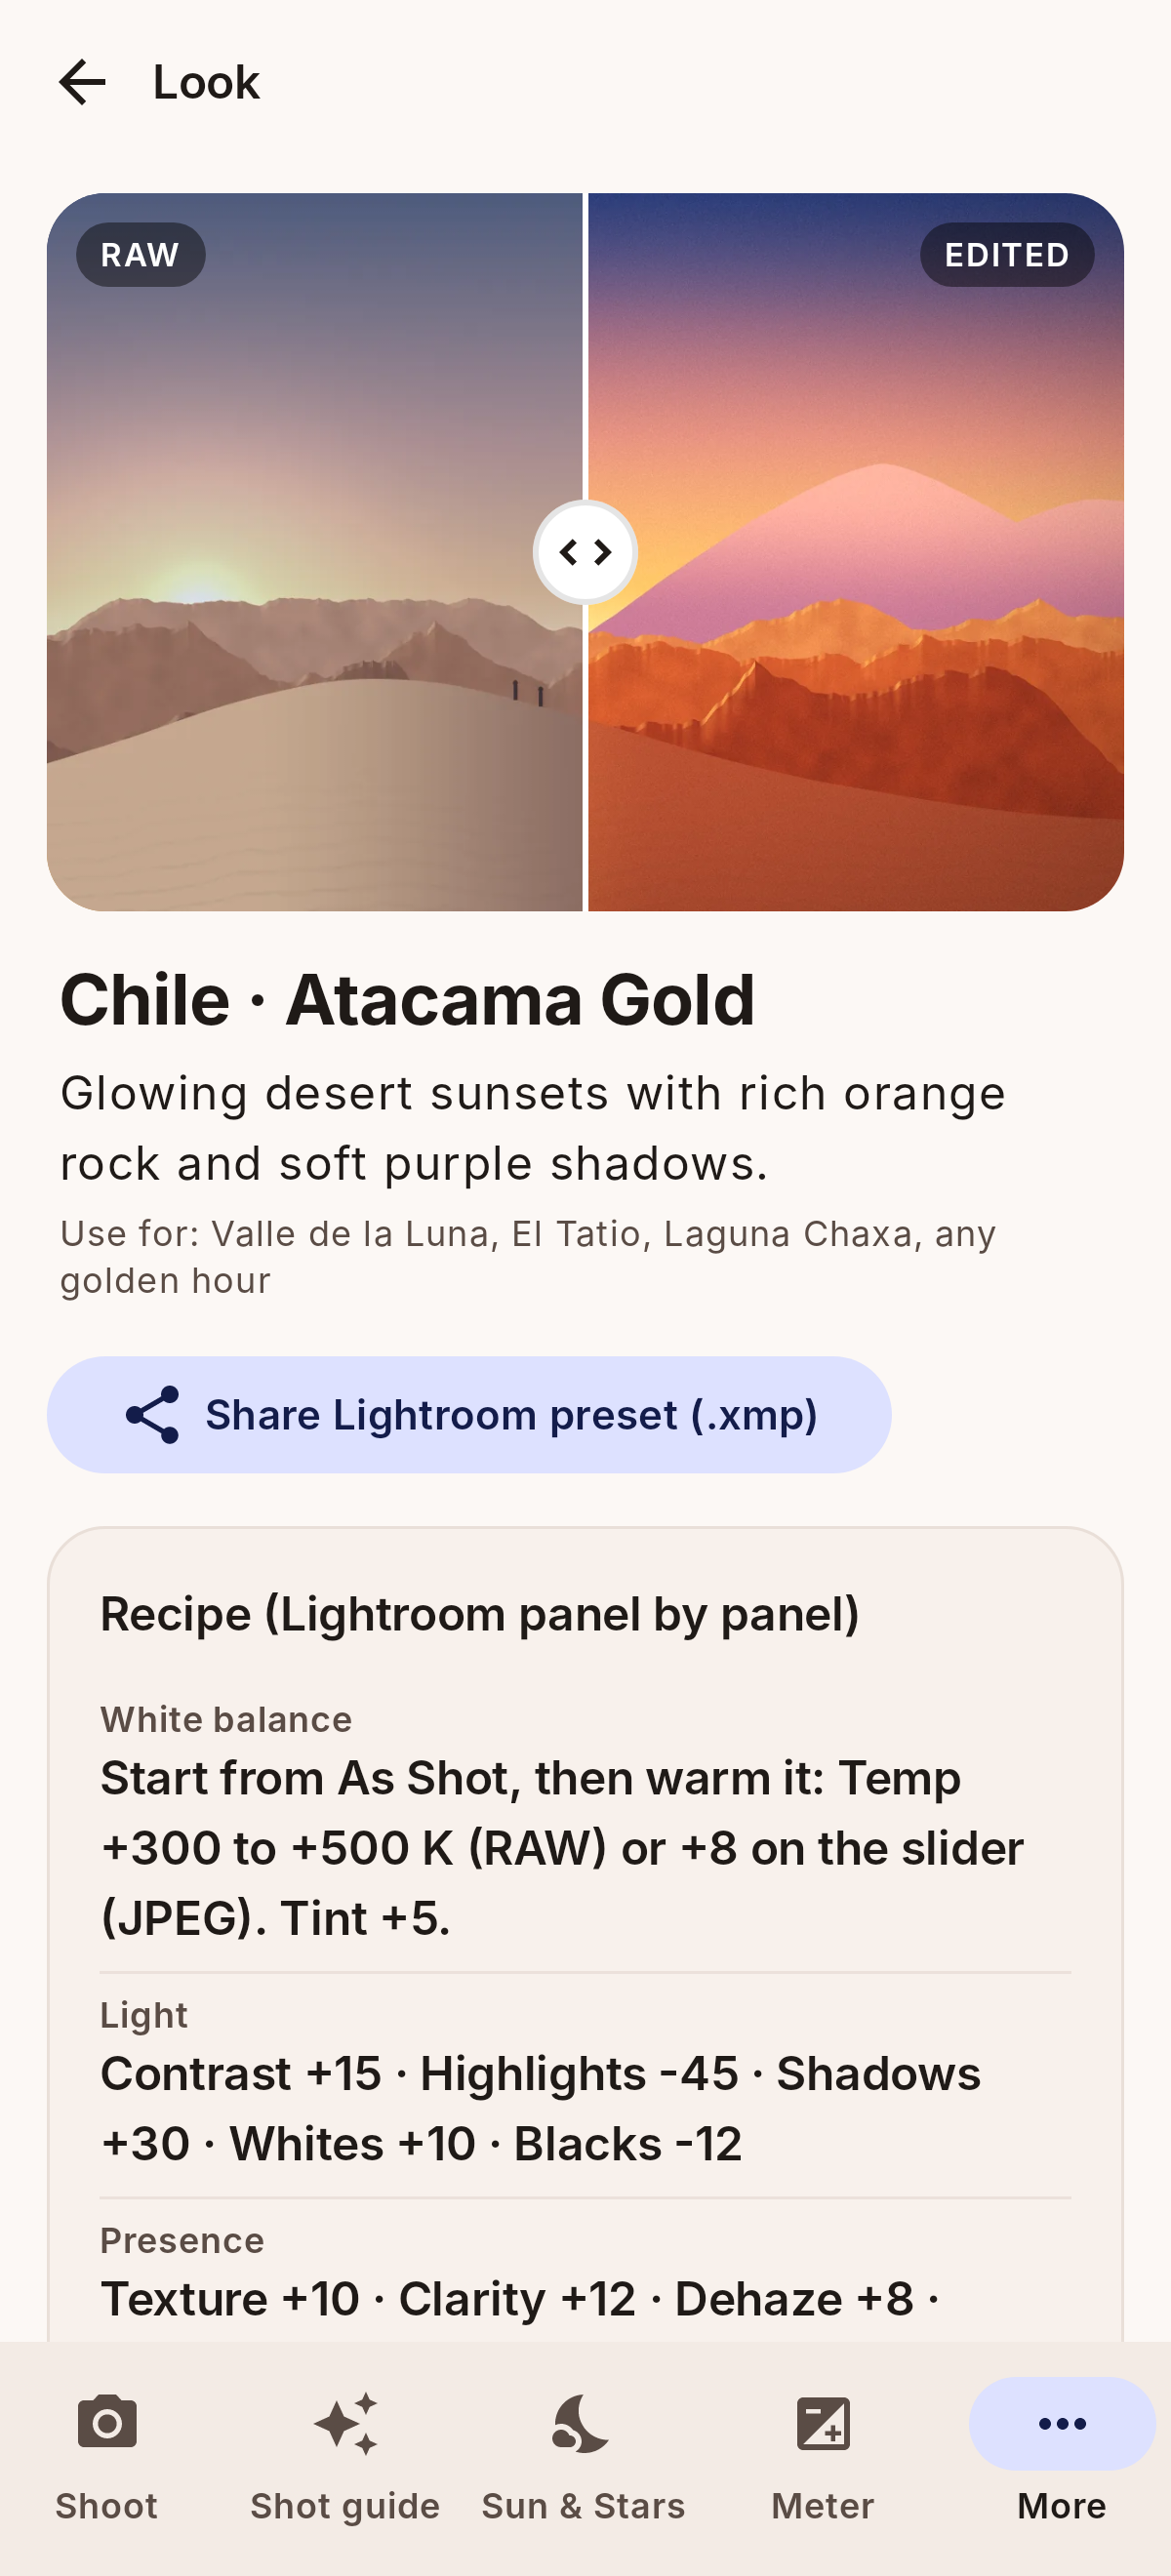 Look
RAW
EDITED
Chile · Atacama Gold
Glowing desert sunsets with rich orange
rock and soft purple shadows.
Use for: Valle de la Luna, El Tatio, Laguna Chaxa, any
golden hour
Share Lightroom preset (.xmp)
Recipe (Lightroom panel by panel)
White balance
Start from As Shot, then warm it: Temp
+300 to +500 K (RAW) or +8 on the slider
(JPEG). Tint +5.
Light
Contrast +15 · Highlights -45 · Shadows
+30 · Whites +10 · Blacks -12
Presence
Texture +10 · Clarity +12 · Dehaze +8 ·
Shoot
Shot guide
Sun & Stars
Meter
More